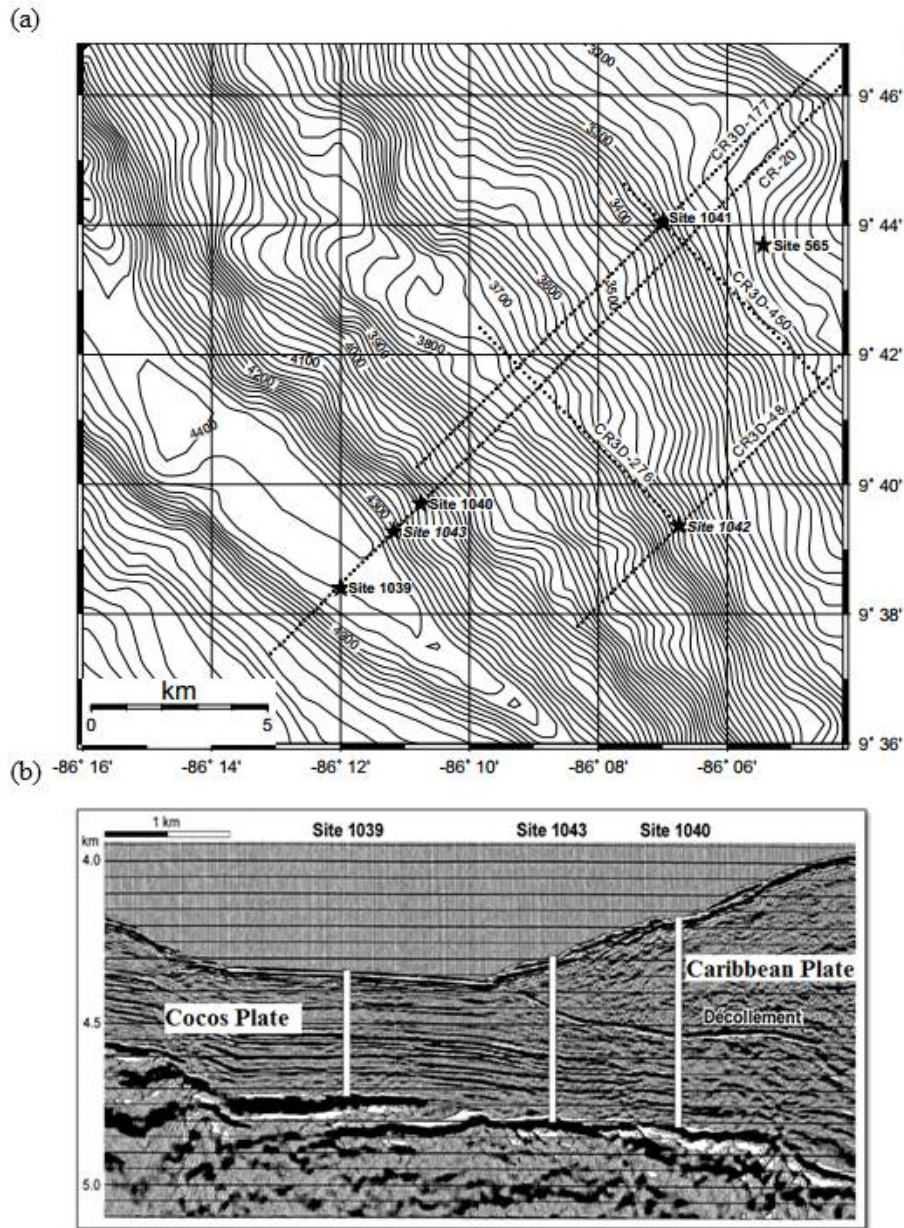 (a)
3200
CR3D-177
9° 46'
CR-20
3300
3400
Site 1041
9° 44'
Site 565
3600
3500
3700
CR3D-450
3800
3900
4000
4100
4200
9° 42'
CR3D-48
4400
CR3D-276
9° 40'
Site 1040
4300
Site 1043
Site 1042
Site 1039
9° 38'
km
0 5
9° 36'
-86° 16' -86° 14' -86° 12' -86° 10' -86° 08' -86° 06'
(b)
1 km
Site 1039 Site 1043 Site 1040
km
4.0
Caribbean Plate
Cocos Plate
Décollement
4.5
5.0